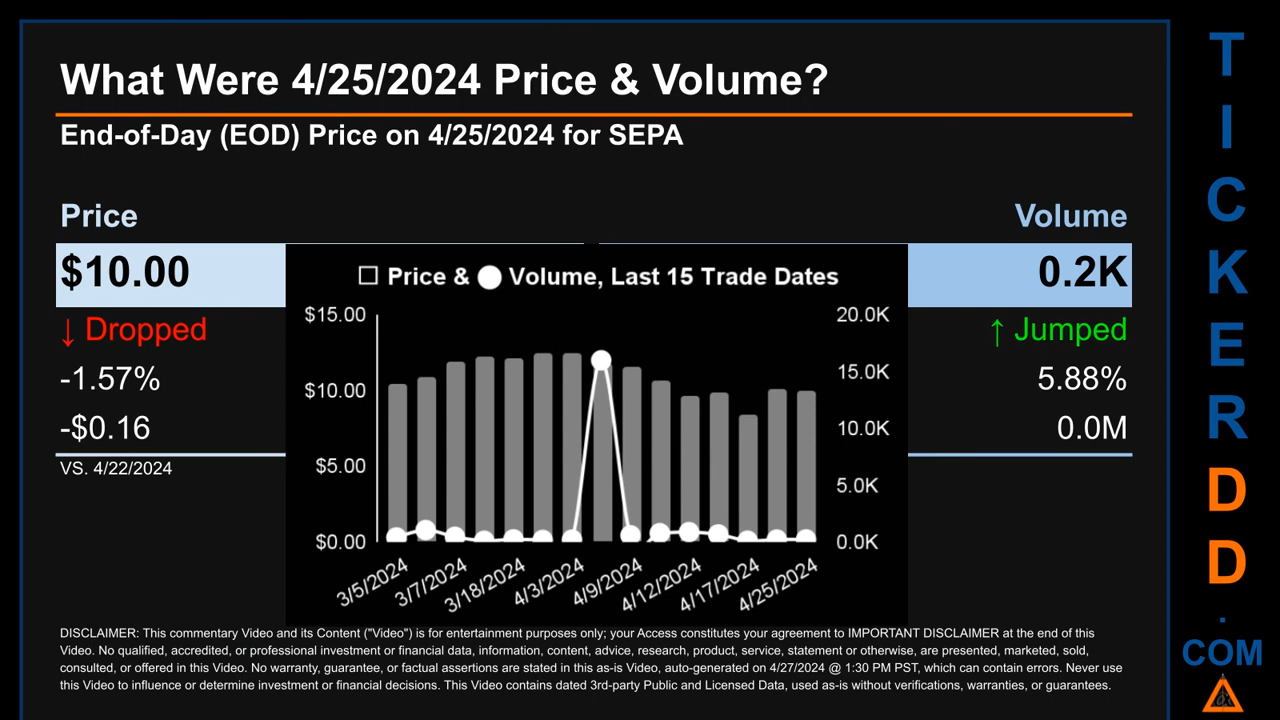 What Were 4/25/2024 Price & Volume?
End-of-Day (EOD) Price on 4/25/2024 for SEPA
Price
Volume
$10.00
0.2K
↓ Dropped
↑ Jumped
-1.57%
5.88%
-$0.16
0.0M
VS. 4/22/2024
Price & Volume, Last 15 Trade Dates
$15.00
$10.00
$5.00
$0.00
20.0K
15.0K
10.0K
5.0K
0.0K
3/5/2024
3/7/2024
3/18/2024
4/3/2024
4/9/2024
4/12/2024
4/17/2024
4/25/2024
DISCLAIMER: This commentary Video and its Content ("Video") is for entertainment purposes only; your Access constitutes your agreement to IMPORTANT DISCLAIMER at the end of this
Video. No qualified, accredited, or professional investment or financial data, information, content, advice, research, product, service, statement or otherwise, are presented, marketed, sold,
consulted, or offered in this Video. No warranty, guarantee, or factual assertions are stated in this as-is Video, auto-generated on 4/27/2024 @ 1:30 PM PST, which can contain errors. Never use
this Video to influence or determine investment or financial decisions. This Video contains dated 3rd-party Public and Licensed Data, used as-is without verifications, warranties, or guarantees.
T
I
C
K
E
R
D
D
.
COM